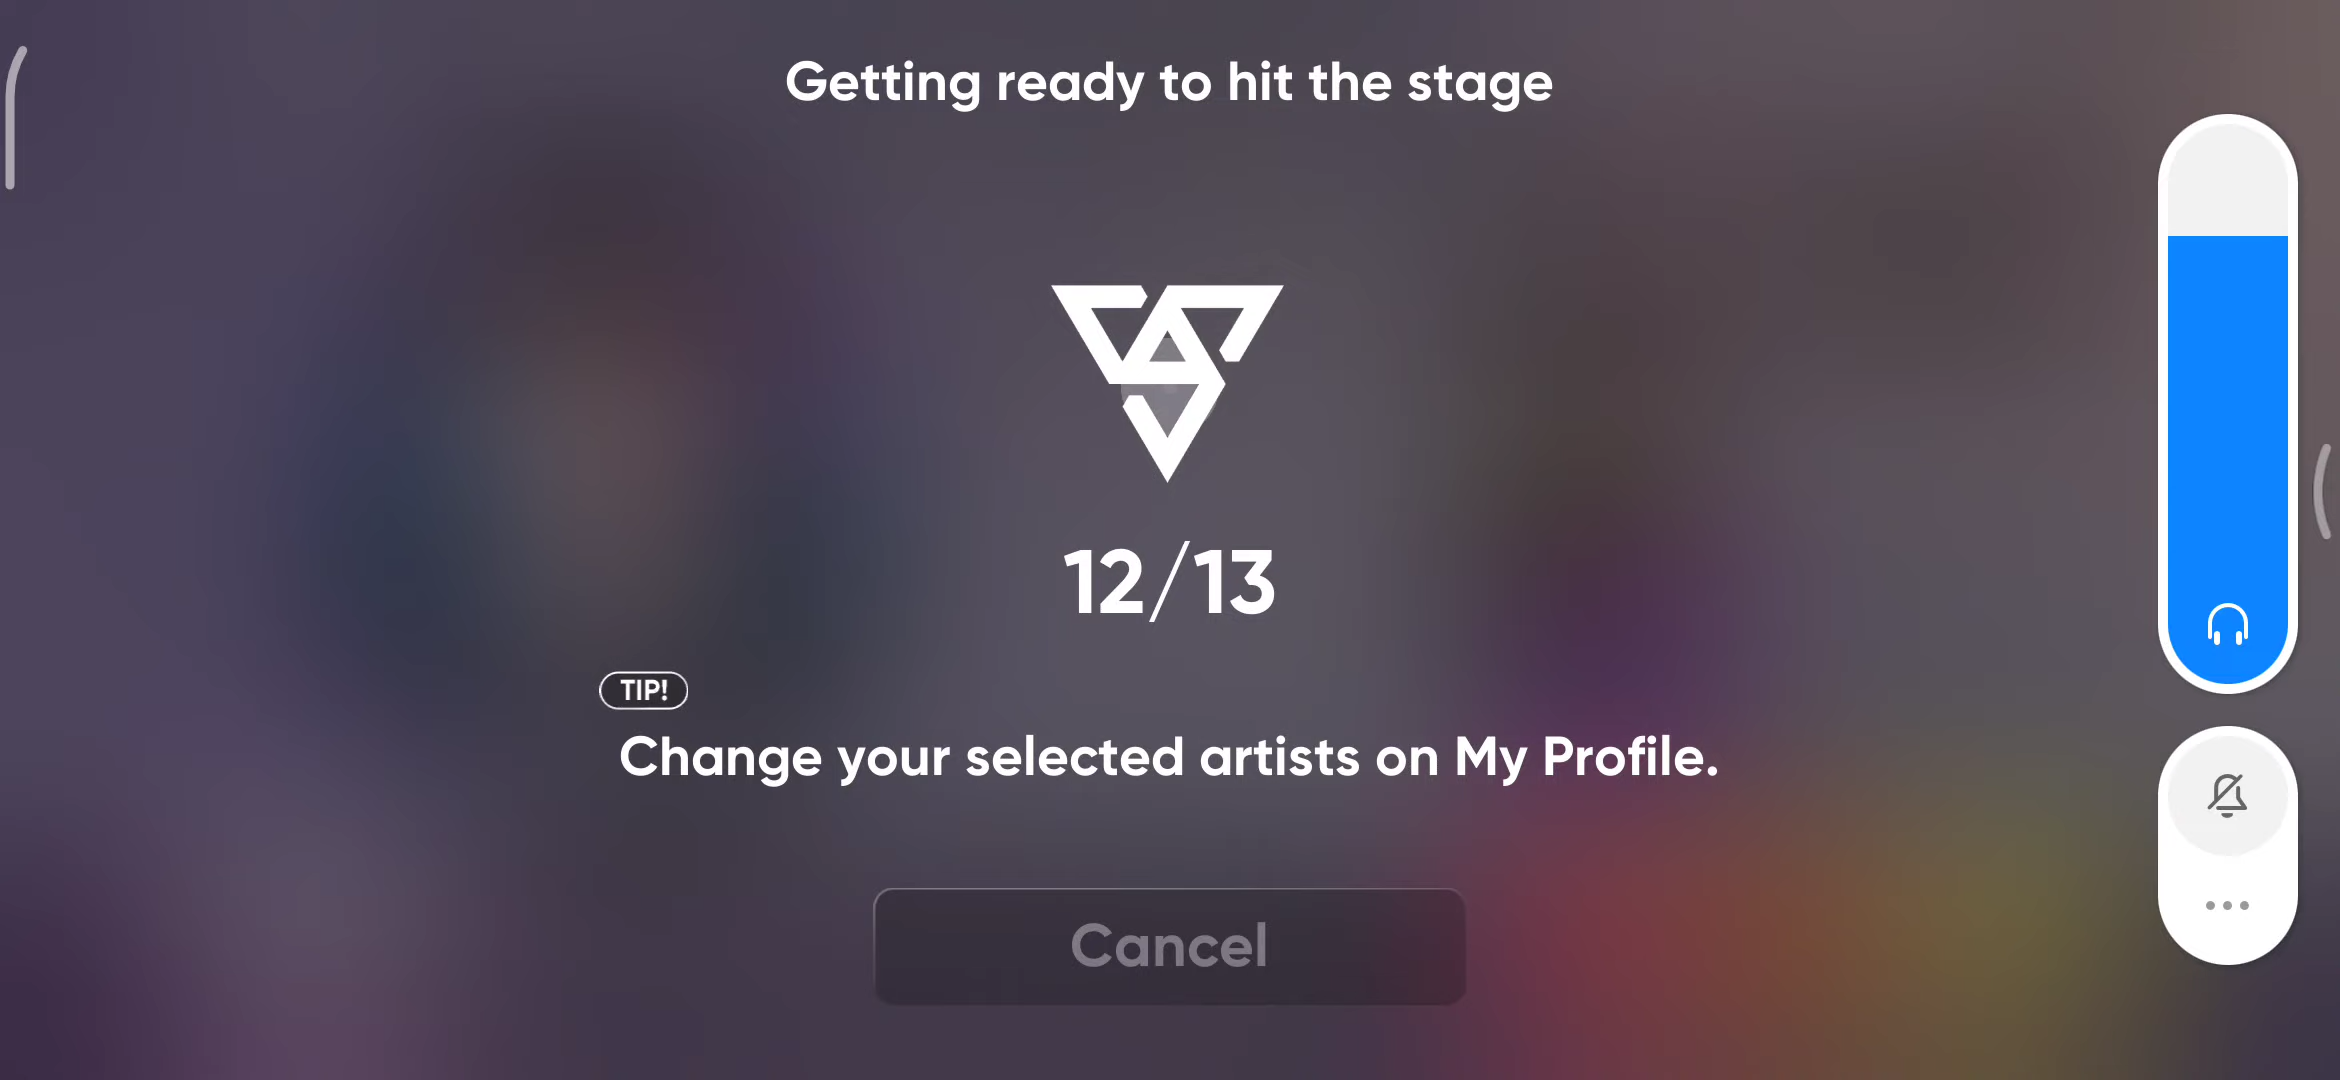 Getting ready to hit the stage
12/13
TIP!
Change your selected artists on My Profile.
Cancel